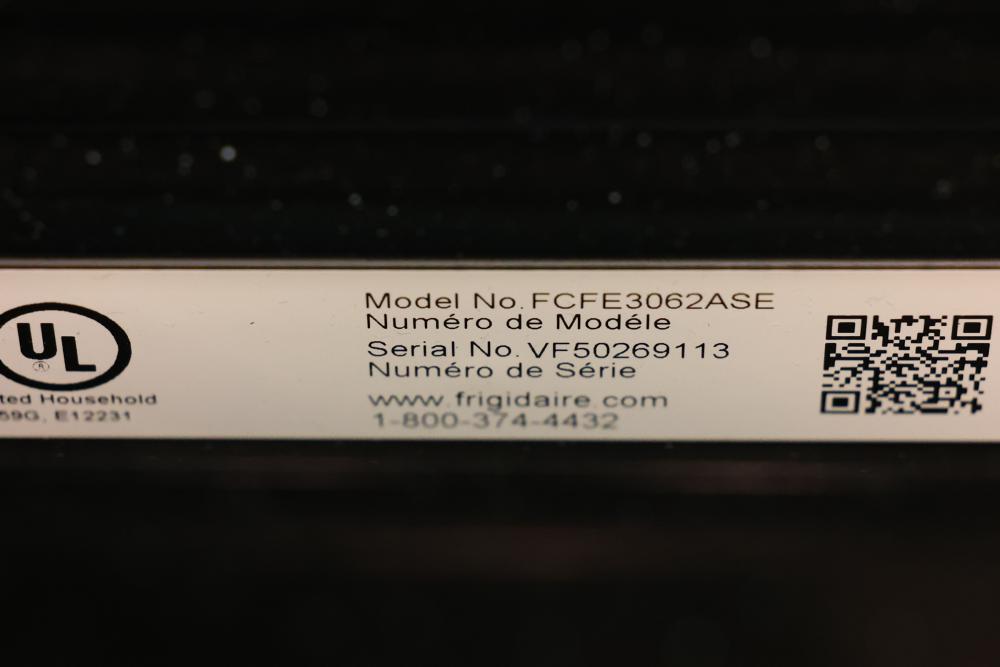 Model No. FCFE3062ASE
Numéro de Modéle
Serial No. VF50269113
Numéro de Série
www.frigidaire.com
1-800-374-4432
UL
®
ted Household
59G, E12231